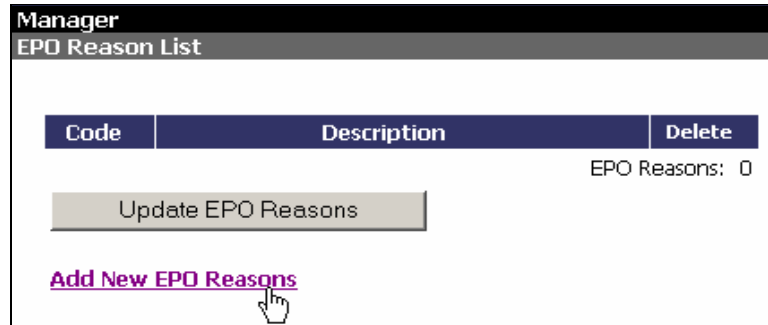 Manager
EPO Reason List
Code Description Delete
EPO Reasons: 0
Update EPO Reasons
Add New EPO Reasons